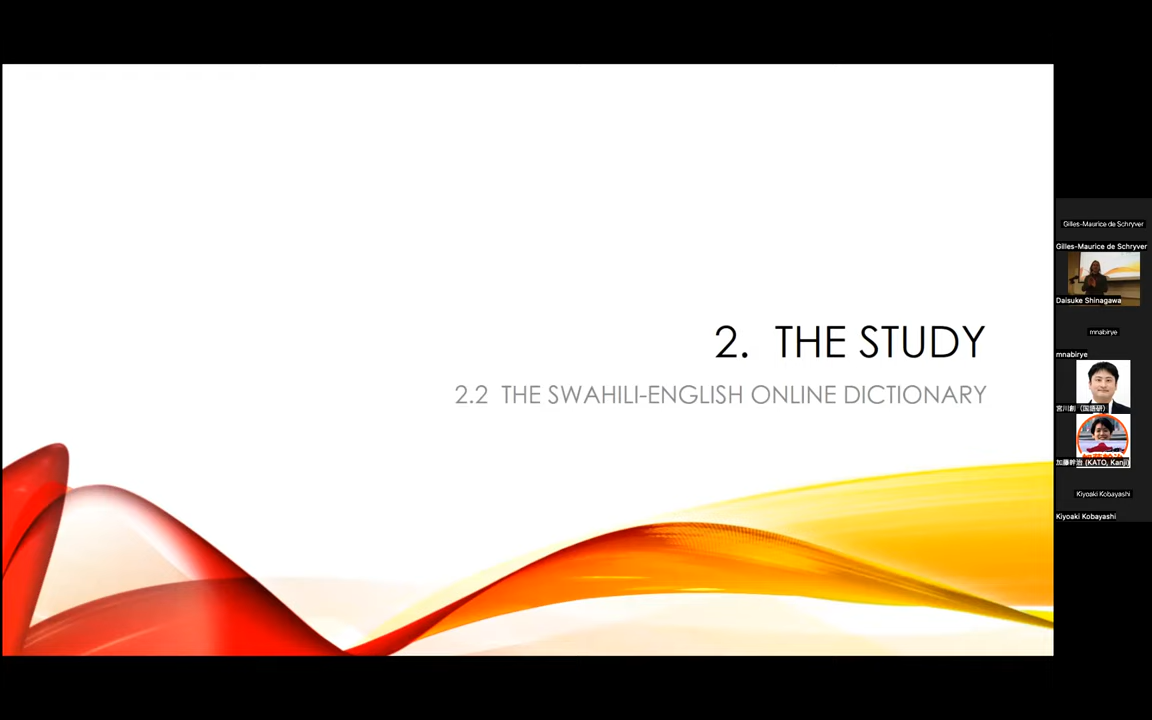 2. THE STUDY
2.2 THE SWAHILI-ENGLISH ONLINE DICTIONARY
Gilles-Maurice de Schryver
Gilles-Maurice de Schryver
Daisuke Shinagawa
mnabirye
mnabirye
宮川創（国語研）
加藤幹治 (KATO, Kanji)
Kiyoaki Kobayashi
Kiyoaki Kobayashi